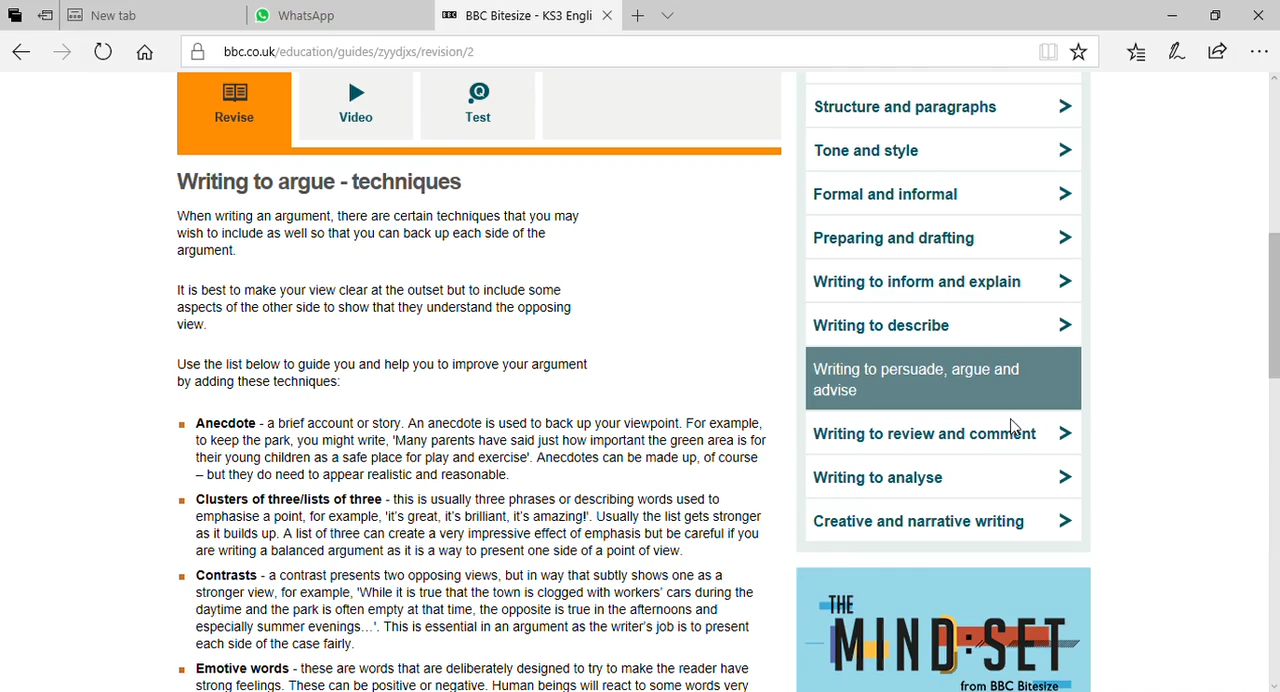 New tab
WhatsApp
BBC Bitesize - KS3 Engli
bbc.co.uk/education/guides/zyydjxs/revision/2
Revise
Video
Test
Writing to argue - techniques
When writing an argument, there are certain techniques that you may
wish to include as well so that you can back up each side of the
argument.
It is best to make your view clear at the outset but to include some
aspects of the other side to show that they understand the opposing
view.
Use the list below to guide you and help you to improve your argument
by adding these techniques:
Anecdote - a brief account or story. An anecdote is used to back up your viewpoint. For example,
to keep the park, you might write, 'Many parents have said just how important the green area is for
their young children as a safe place for play and exercise'. Anecdotes can be made up, of course
– but they do need to appear realistic and reasonable.
Clusters of three/lists of three - this is usually three phrases or describing words used to
emphasise a point, for example, 'it's great, it's brilliant, it's amazing!'. Usually the list gets stronger
as it builds up. A list of three can create a very impressive effect of emphasis but be careful if you
are writing a balanced argument as it is a way to present one side of a point of view.
Contrasts - a contrast presents two opposing views, but in way that subtly shows one as a
stronger view, for example, 'While it is true that the town is clogged with workers' cars during the
daytime and the park is often empty at that time, the opposite is true in the afternoons and
especially summer evenings…'. This is essential in an argument as the writer's job is to present
each side of the case fairly.
Emotive words - these are words that are deliberately designed to try to make the reader have
strong feelings. These can be positive or negative. Human beings will react to some words very
Structure and paragraphs
Tone and style
Formal and informal
Preparing and drafting
Writing to inform and explain
Writing to describe
Writing to persuade, argue and
advise
Writing to review and comment
Writing to analyse
Creative and narrative writing
THE
MIND·SET
from BBC Bitesize